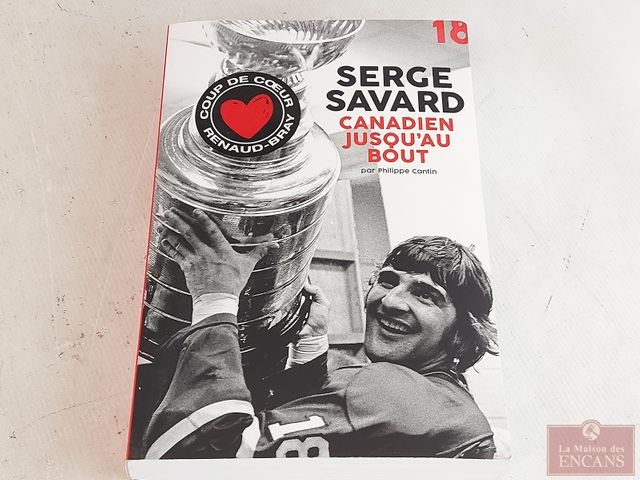 18
SERGE
SAVARD
CANADIEN
JUSQU'AU
BOUT
par Philippe Cantin
COUP DE CŒUR
RENAUD-BRAY
18
La Maison des
ENCANS